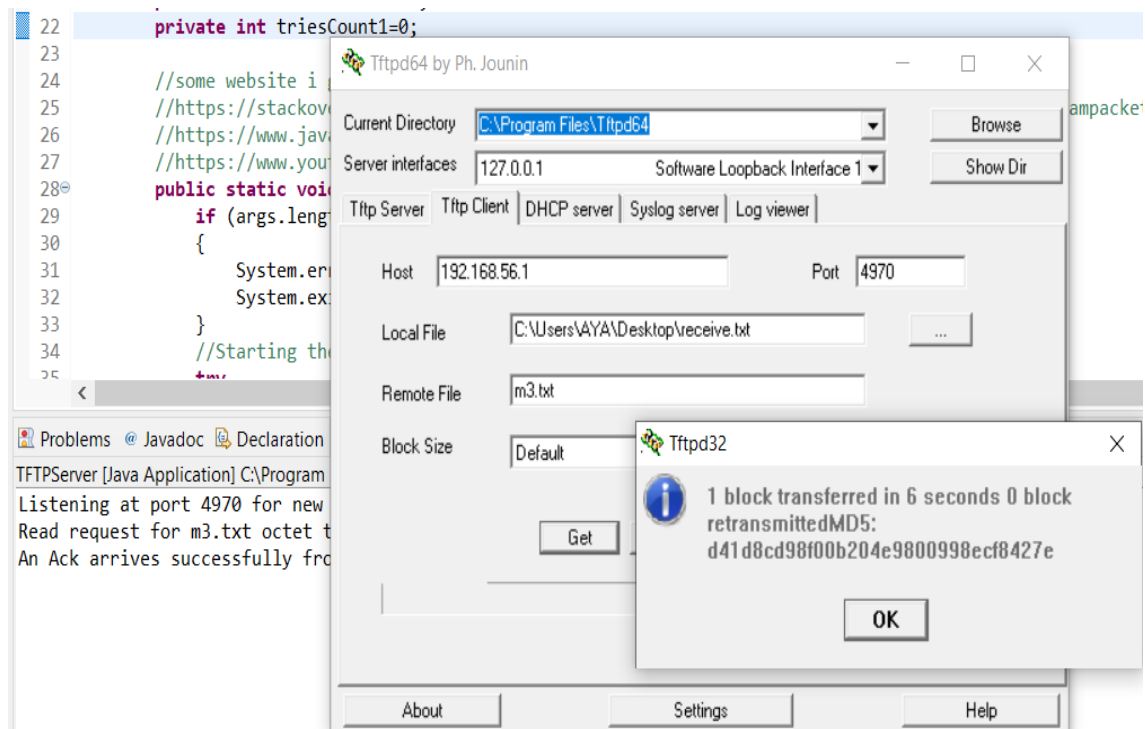 22 private int triesCount1=0;
23
24 //some website i
25 //https://stackov ampacket
26 //https://www.java
27 //https://www.you
28 public static void
29 if (args.leng
30 {
31 System.er
32 System.ex
33 }
34 //Starting the
35 try
Tftpd64 by Ph. Jounin
Current Directory C:\Program Files\Tftpd64 Browse
Server interfaces 127.0.0.1 Software Loopback Interface 1 Show Dir
Tftp Server Tftp Client DHCP server Syslog server Log viewer
Host 192.168.56.1 Port 4970
Local File C:\Users\AYA\Desktop\receive.txt ...
Remote File m3.txt
Block Size Default
Get
Tftpd32
1 block transferred in 6 seconds 0 block
retransmittedMD5:
d41d8cd98f00b204e9800998ecf8427e
OK
About Settings Help
Problems @ Javadoc Declaration
TFTPServer [Java Application] C:\Program
Listening at port 4970 for new
Read request for m3.txt octet t
An Ack arrives successfully fro